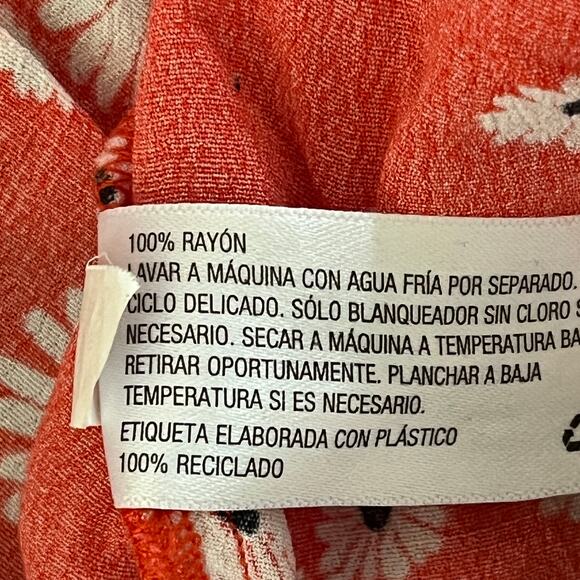 100% RAYÓN
LAVAR A MÁQUINA CON AGUA FRÍA POR SEPARADO.
CICLO DELICADO. SÓLO BLANQUEADOR SIN CLORO
NECESARIO. SECAR A MÁQUINA A TEMPERATURA
RETIRAR OPORTUNAMENTE. PLANCHAR A BAJA
TEMPERATURA SI ES NECESARIO.
ETIQUETA ELABORADA CON PLÁSTICO
100% RECICLADO